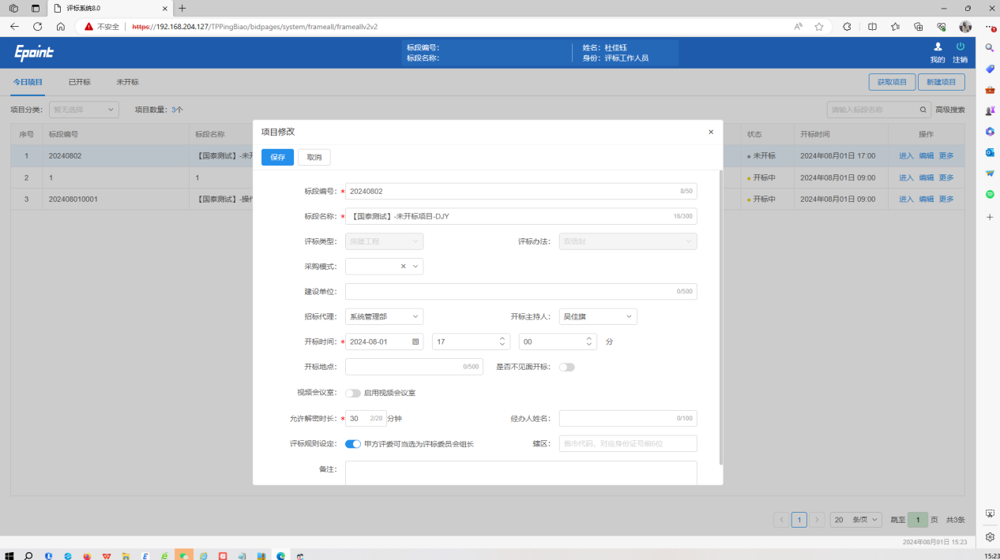 评标系统8.0
不安全
https://192.168.204.127/TPPingBiao/bidpages/system/frameall/frameallv2v2
Epoint
标段编号:
标段名称:
姓名: 杜佳钰
身份: 评标工作人员
我的
注销
今日项目
已开标
未开标
获取项目
新建项目
项目分类:
暂无选择
项目数量: 3个
请输入标段名称
高级搜索
序号
标段编号
标段名称
状态
开标时间
操作
1
20240802
【国泰测试】-未开
未开标
2024年08月01日 17:00
进入 编辑 更多
2
1
1
开标中
2024年08月01日 09:00
进入 编辑 更多
3
202408010001
【国泰测试】-操作
开标中
2024年08月01日 09:00
进入 编辑 更多
项目修改
保存
取消
标段编号: * 20240802 8/50
标段名称: * 【国泰测试】-未开标项目-DJY 16/300
评标类型: 房建工程
评标办法: 双信封
采购模式:
建设单位: 0/500
招标代理: 系统管理部
开标主持人: 吴佳旗
开标时间: * 2024-08-01 17 00 分
开标地点: 0/500
是否不见面开标:
视频会议室: 启用视频会议室
允许解密时长: * 30 2/20 分钟
经办人姓名: 0/100
评标规则设定: 甲方评委可当选为评标委员会组长
辖区: 省市代码、对应身份证号前6位
备注:
1
20 条/页
跳至 1 页 共3条
2024年08月01日 15:23
15:23